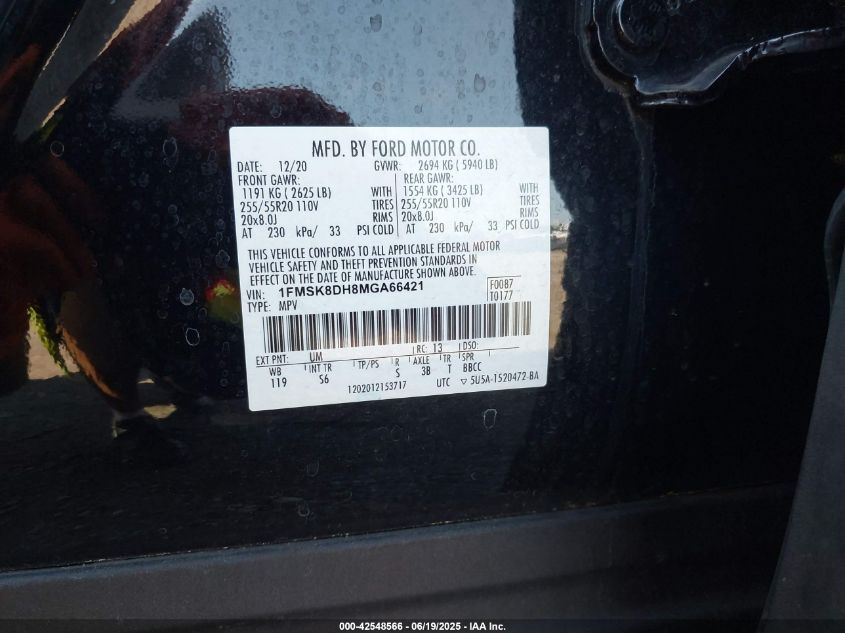 MFD. BY FORD MOTOR CO.
DATE: 12/20 GVWR: 2694 KG ( 5940 LB)
FRONT GAWR: REAR GAWR:
1191 KG ( 2625 LB) WITH 1554 KG ( 3425 LB) WITH
255/55R20 110V TIRES 255/55R20 110V TIRES
20x8.0J RIMS 20x8.0J RIMS
AT 230 kPa/ 33 PSI COLD AT 230 kPa/ 33 PSI COLD
THIS VEHICLE CONFORMS TO ALL APPLICABLE FEDERAL MOTOR
VEHICLE SAFETY AND THEFT PREVENTION STANDARDS IN
EFFECT ON THE DATE OF MANUFACTURE SHOWN ABOVE.
VIN: 1FMSK8DH8MGA66421 F0087
TYPE: MPV T0177
EXT PNT: UM RC: 13 DSO:
WB INT TR TP/PS R AXLE TR SPR
119 S6 S 3B T BBCC
1202012153717 UTC ▽ 5U5A-1520472-BA
000-42548566 - 06/19/2025 - IAA Inc.